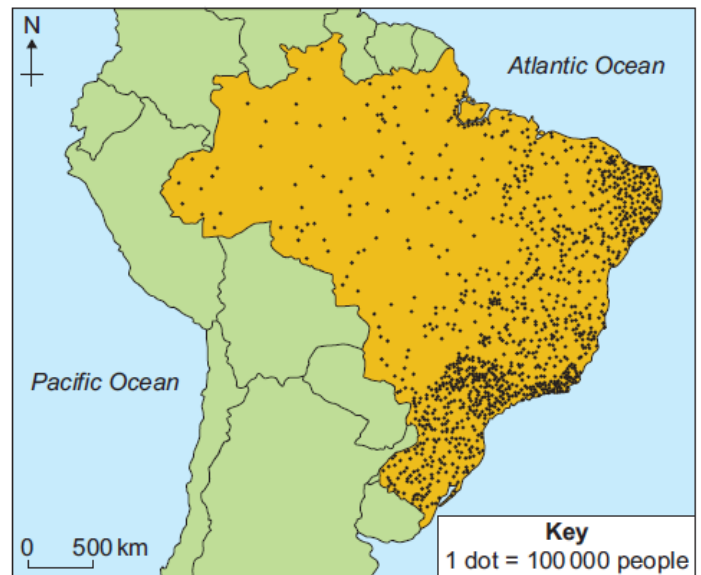 N
Atlantic Ocean
Pacific Ocean
0 500 km
Key
1 dot = 100 000 people